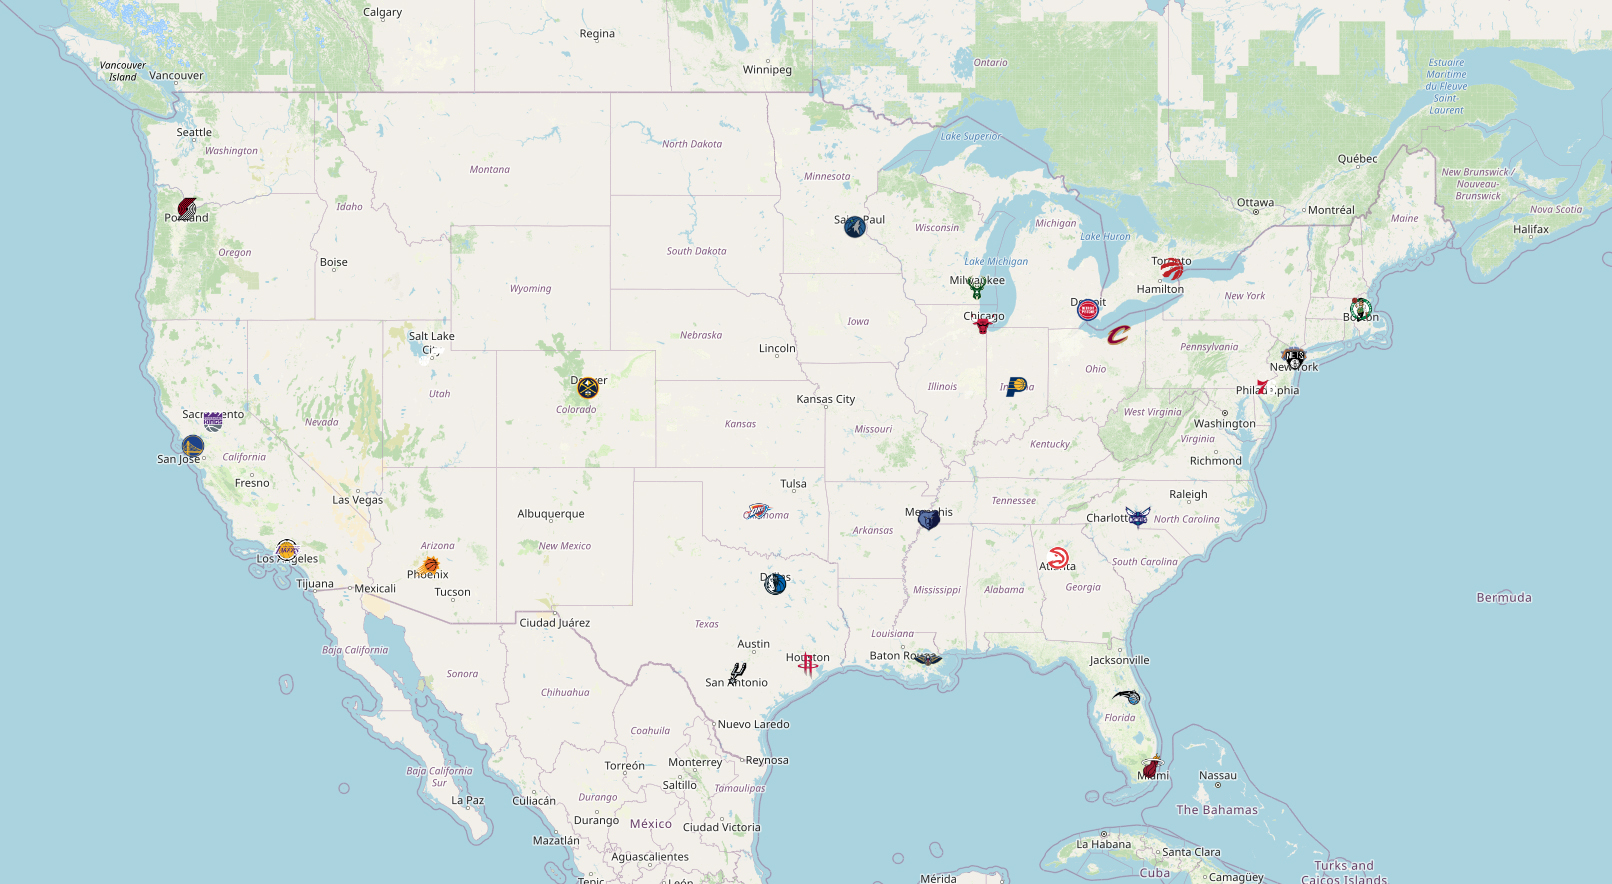 Calgary
Regina
Winnipeg
Ontario
Estuaire
Maritime
du Fleuve
Saint-
Laurent
Vancouver
Island
Vancouver
Seattle
Washington
Montana
North Dakota
Minnesota
Lake Superior
Québec
New Brunswick /
Nouveau-
Brunswick
Idaho
Ottawa
Montréal
Nova Scotia
Maine
Halifax
Portland
Oregon
Boise
South Dakota
Wisconsin
Michigan
Lake Huron
Lake Michigan
Toronto
Hamilton
Wyoming
Milwaukee
Detroit
New York
Boston
Chicago
Iowa
Nebraska
Lincoln
Salt Lake
City
Pennsylvania
NETS
New York
Ohio
Denver
Colorado
Utah
Illinois
Kansas City
Kansas
Missouri
West Virginia
Washington
Virginia
Richmond
Kentucky
Sacramento
KINGS
Nevada
San José
California
Fresno
Las Vegas
Tulsa
Oklahoma
Raleigh
Tennessee
North Carolina
Memphis
Arkansas
Albuquerque
New Mexico
Arizona
LAKERS
Los Angeles
Phoenix
Tucson
Tijuana
Mexicali
Dallas
Atlanta
South Carolina
Georgia
Alabama
Mississippi
Bermuda
Ciudad Juárez
Texas
Louisiana
Austin
Houston
Baton Rouge
Jacksonville
Baja California
Sonora
Chihuahua
San Antonio
Florida
Nuevo Laredo
Coahuila
Reynosa
Monterrey
Torreón
Saltillo
Tamaulipas
Baja California
Sur
Miami
Nassau
The Bahamas
La Paz
Culiacán
Durango
Durango
México
Ciudad Victoria
Mazatlán
Aguascalientes
La Habana
Santa Clara
Cuba
Camagüey
Turks and
Caicos Islands
Mérida
León